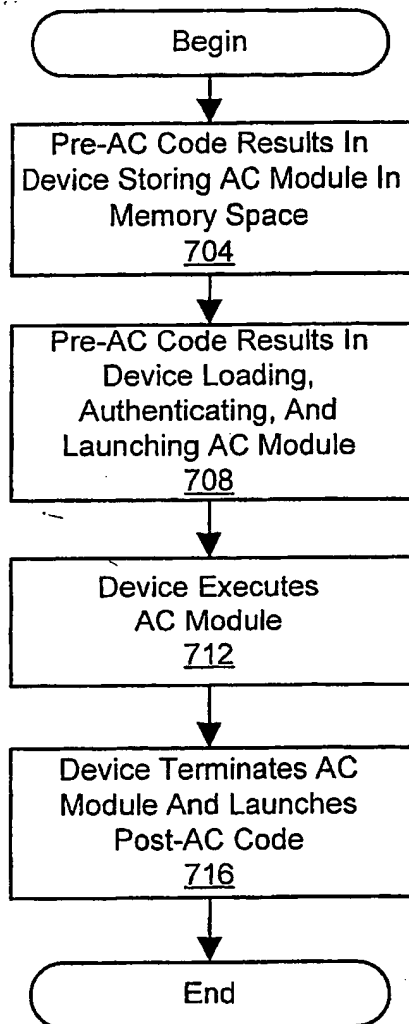 Begin
Pre-AC Code Results In
Device Storing AC Module In
Memory Space
704
Pre-AC Code Results In
Device Loading,
Authenticating, And
Launching AC Module
708
Device Executes
AC Module
712
Device Terminates AC
Module And Launches
Post-AC Code
716
End